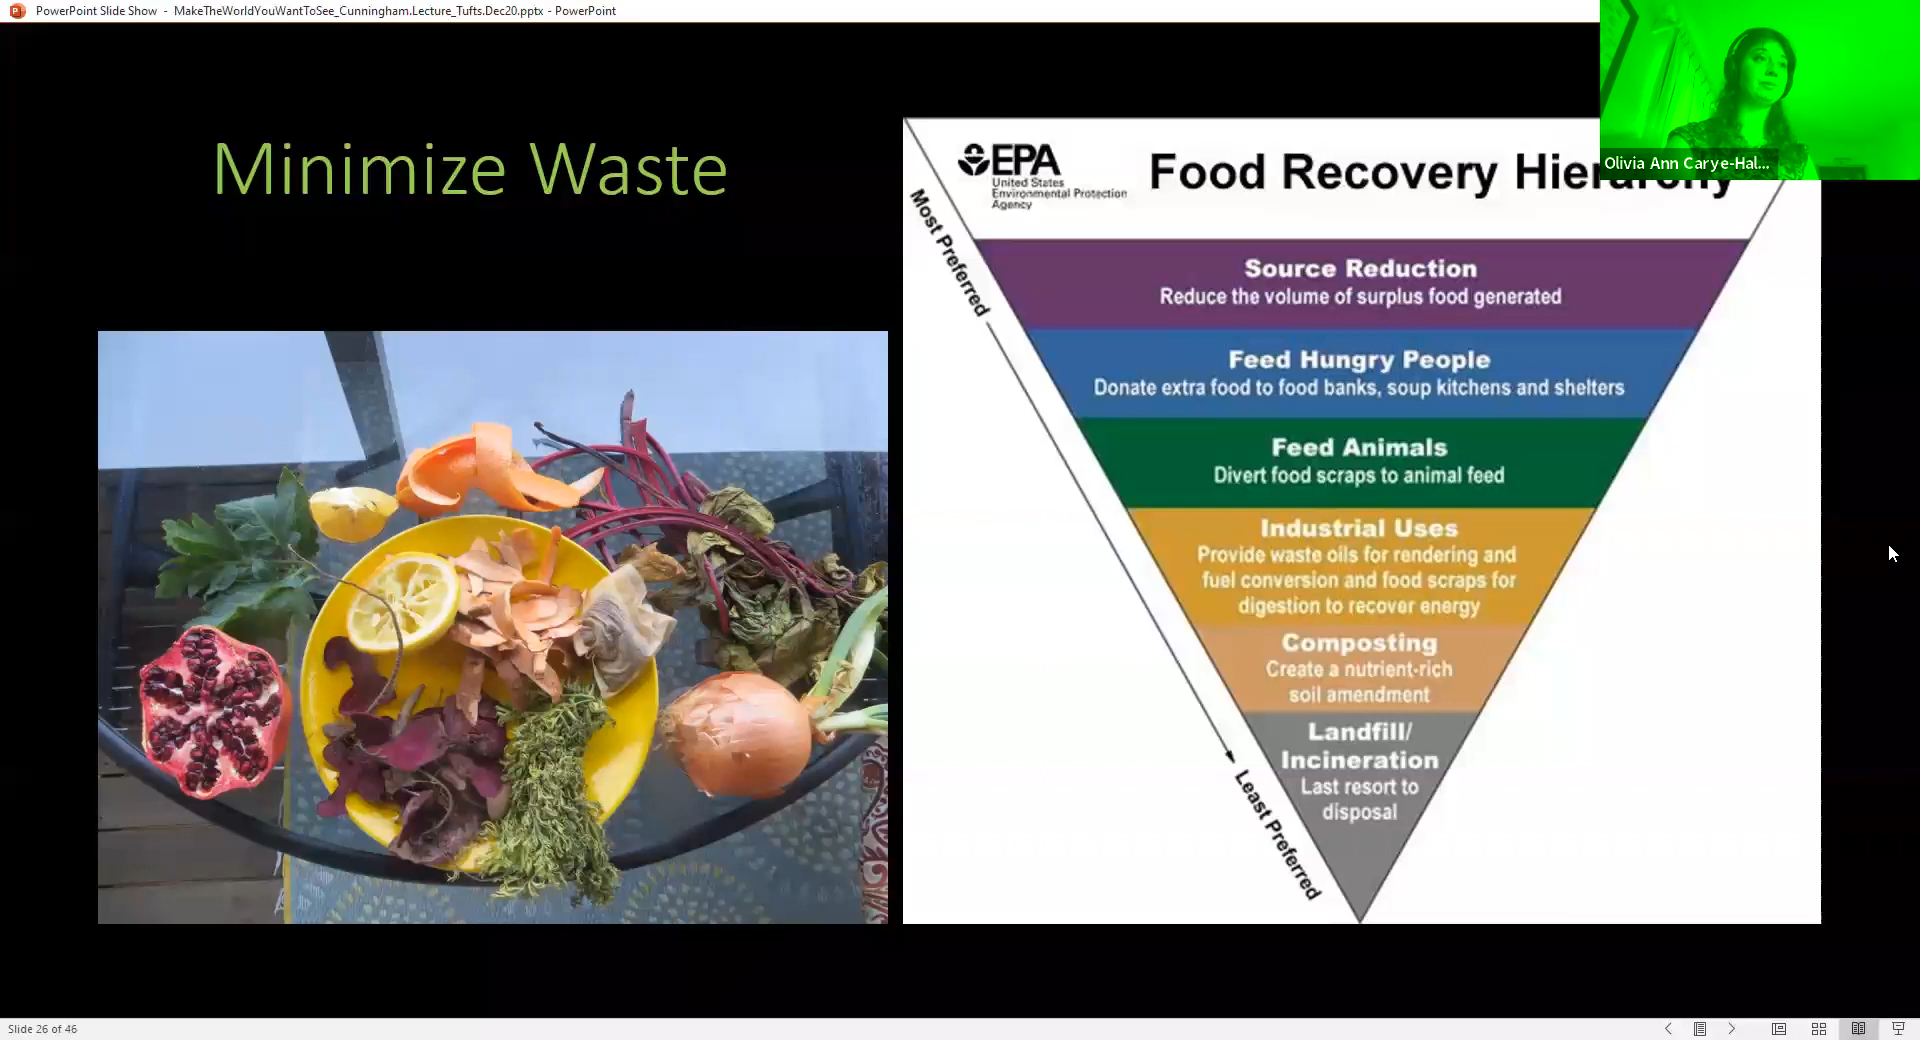 PowerPoint Slide Show - MakeTheWorldYouWantToSee_Cunningham.Lecture_Tufts.Dec20.pptx - PowerPoint
Olivia Ann Carye-Hal...
Minimize Waste
EPA
United States
Environmental Protection
Agency
Food Recovery Hierarchy
Most Preferred
Source Reduction
Reduce the volume of surplus food generated
Feed Hungry People
Donate extra food to food banks, soup kitchens and shelters
Feed Animals
Divert food scraps to animal feed
Industrial Uses
Provide waste oils for rendering and
fuel conversion and food scraps for
digestion to recover energy
Composting
Create a nutrient-rich
soil amendment
Landfill/
Incineration
Last resort to
disposal
Least Preferred
Slide 26 of 46